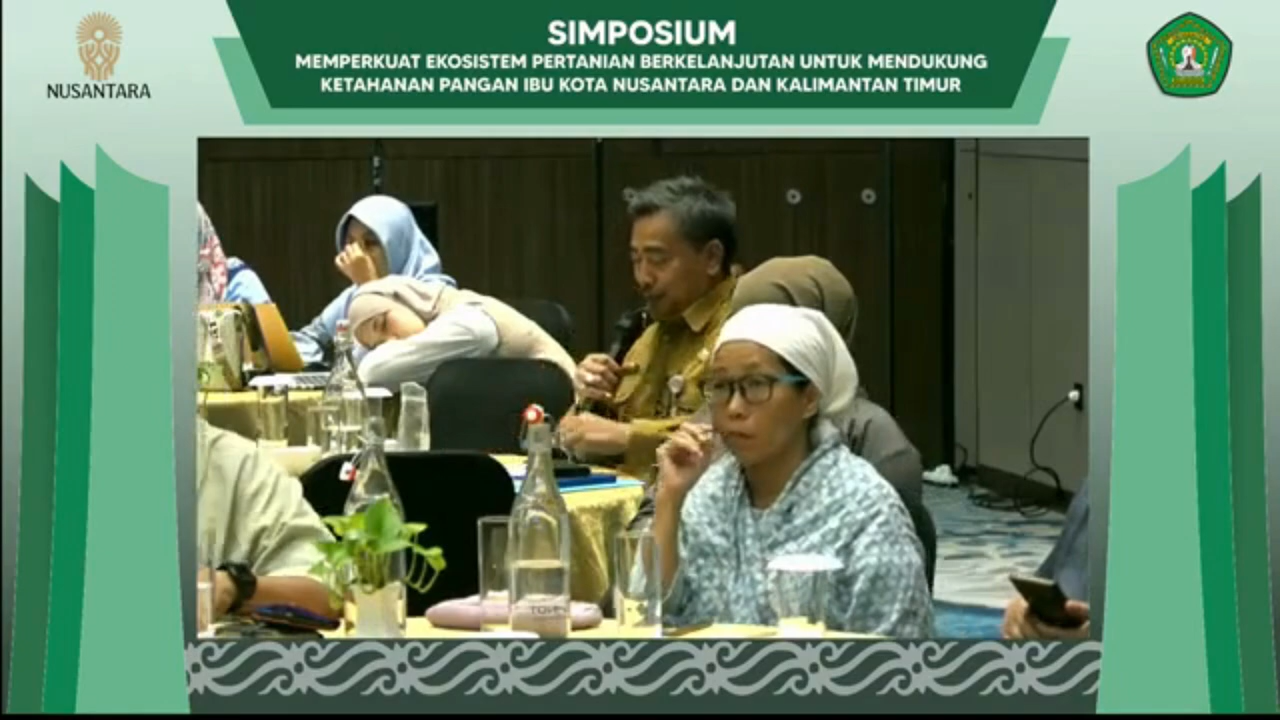 SIMPOSIUM
MEMPERKUAT EKOSISTEM PERTANIAN BERKELANJUTAN UNTUK MENDUKUNG
KETAHANAN PANGAN IBU KOTA NUSANTARA DAN KALIMANTAN TIMUR
NUSANTARA